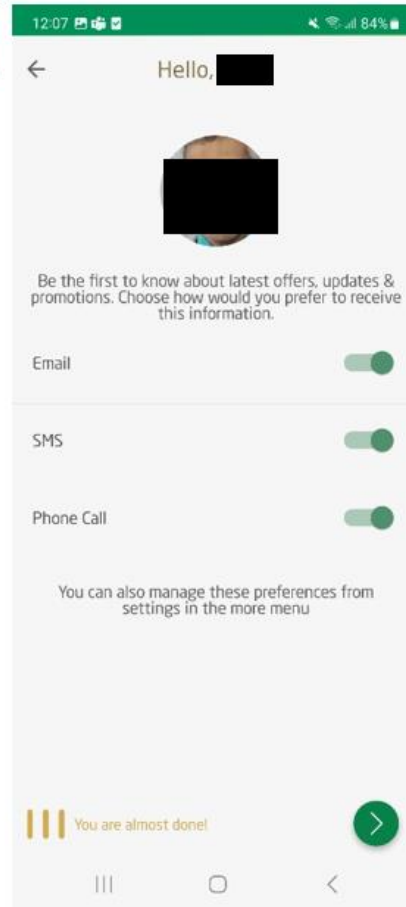 12:07 84%
Hello,
Be the first to know about latest offers, updates &
promotions. Choose how would you prefer to receive
this information.
Email
SMS
Phone Call
You can also manage these preferences from
settings in the more menu
You are almost done!